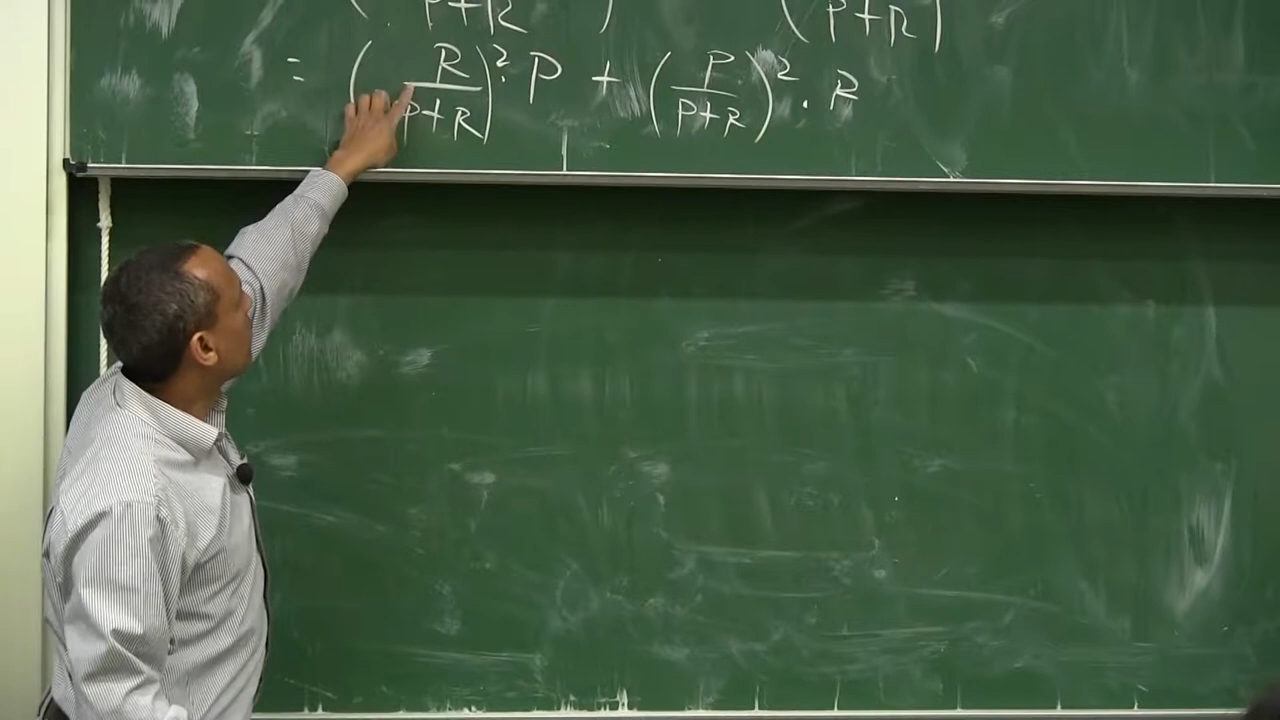 ( P+R ) ( P+R )
= ( R / P+R )² · P + ( P / P+R )² · R